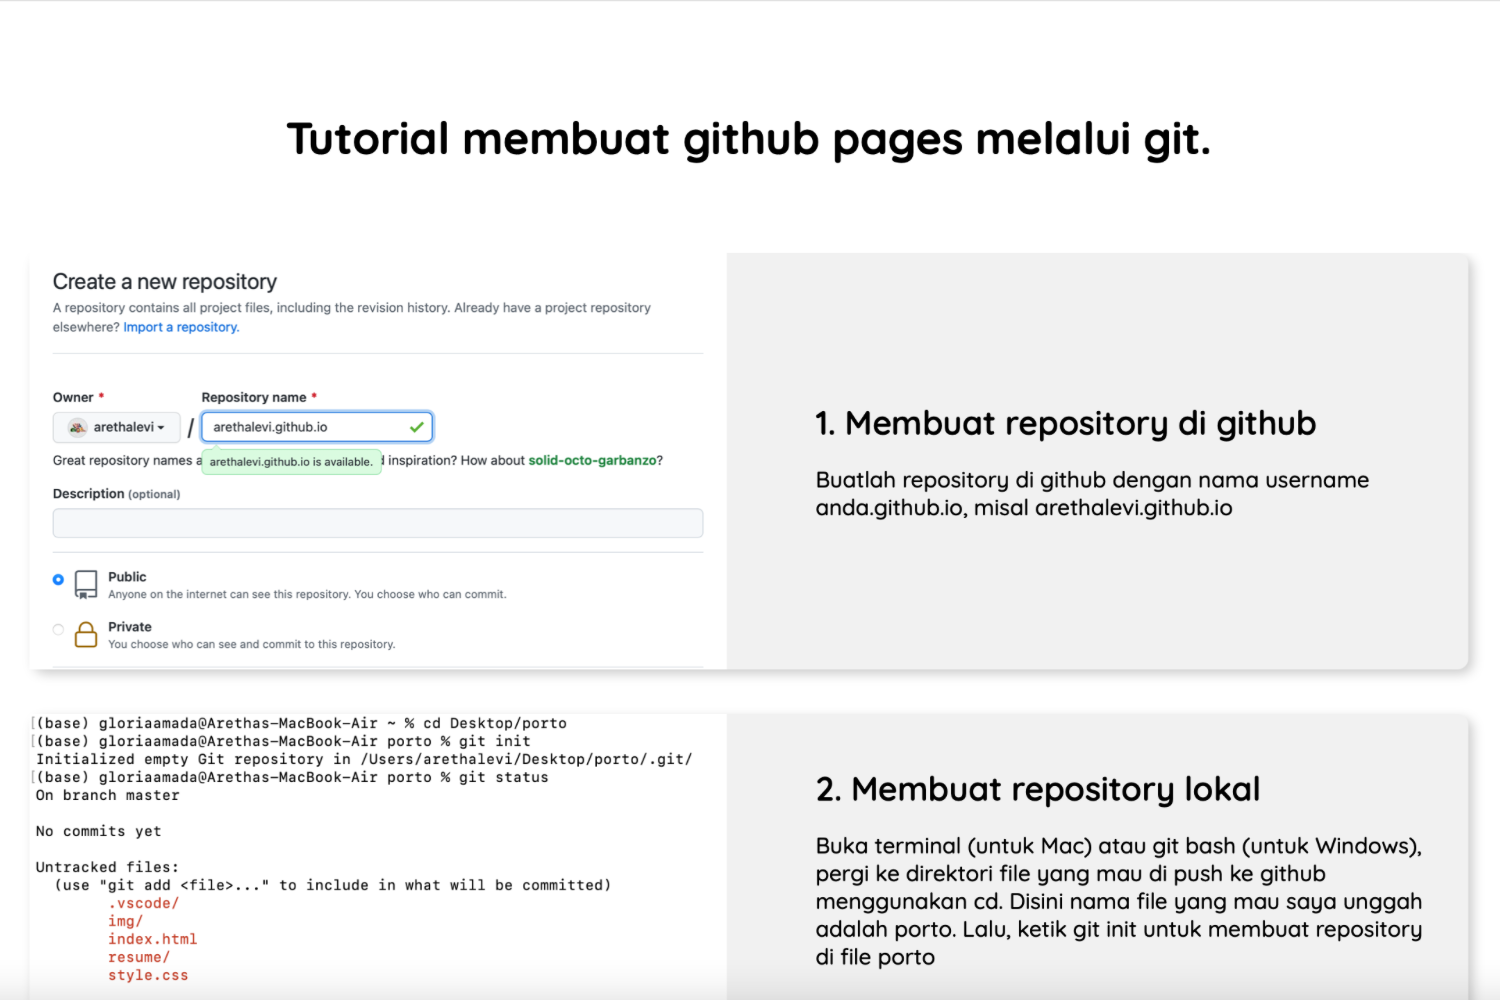 Tutorial membuat github pages melalui git.
Create a new repository
A repository contains all project files, including the revision history. Already have a project repository
elsewhere? Import a repository.
Owner *
Repository name *
arethalevi
/
arethalevi.github.io
Great repository names a
arethalevi.github.io is available.
inspiration? How about solid-octo-garbanzo?
Description (optional)
Public
Anyone on the internet can see this repository. You choose who can commit.
Private
You choose who can see and commit to this repository.
1. Membuat repository di github
Buatlah repository di github dengan nama username
anda.github.io, misal arethalevi.github.io
[(base) gloriaamada@Arethas-MacBook-Air ~ % cd Desktop/porto
[(base) gloriaamada@Arethas-MacBook-Air porto % git init
Initialized empty Git repository in /Users/arethalevi/Desktop/porto/.git/
[(base) gloriaamada@Arethas-MacBook-Air porto % git status
On branch master
No commits yet
Untracked files:
(use "git add <file>..." to include in what will be committed)
.vscode/
img/
index.html
resume/
style.css
2. Membuat repository lokal
Buka terminal (untuk Mac) atau git bash (untuk Windows),
pergi ke direktori file yang mau di push ke github
menggunakan cd. Disini nama file yang mau saya unggah
adalah porto. Lalu, ketik git init untuk membuat repository
di file porto